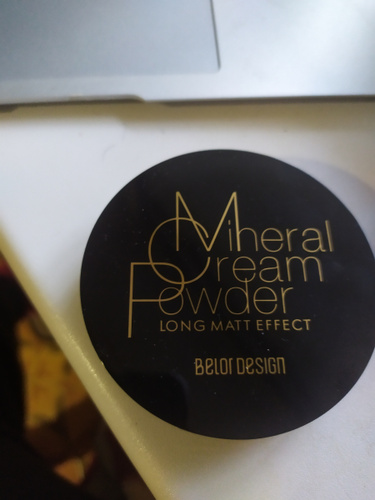 Mineral
Cream
Powder
LONG MATT EFFECT
Belor Design